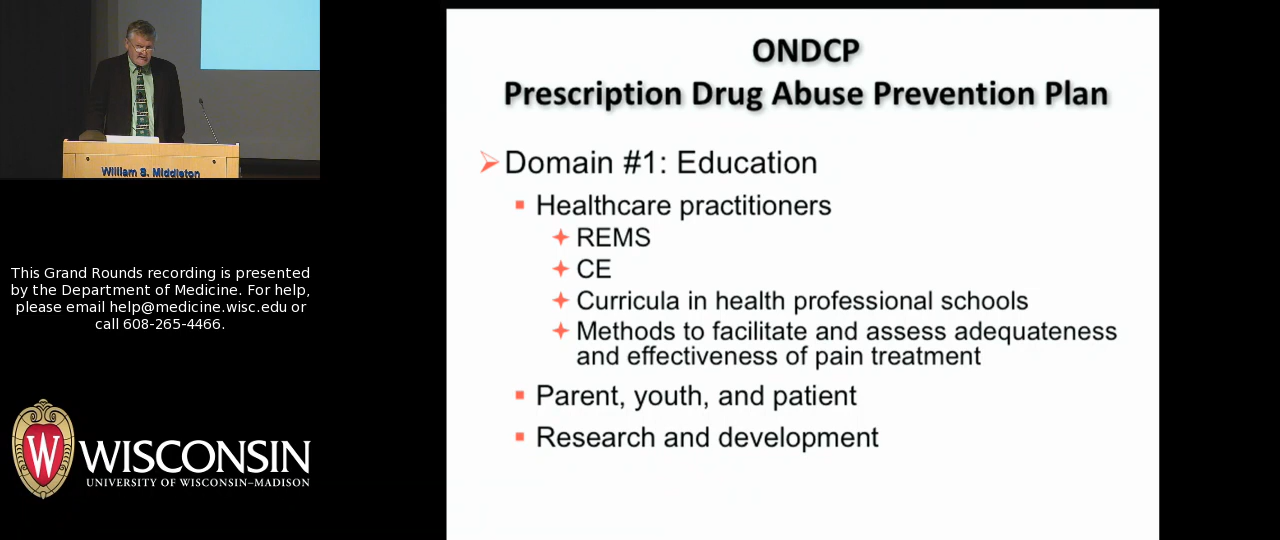 William S. Middleton
This Grand Rounds recording is presented
by the Department of Medicine. For help,
please email help@medicine.wisc.edu or
call 608-265-4466.
W
WISCONSIN
UNIVERSITY OF WISCONSIN–MADISON
ONDCP
Prescription Drug Abuse Prevention Plan
Domain #1: Education
Healthcare practitioners
REMS
CE
Curricula in health professional schools
Methods to facilitate and assess adequateness
and effectiveness of pain treatment
Parent, youth, and patient
Research and development